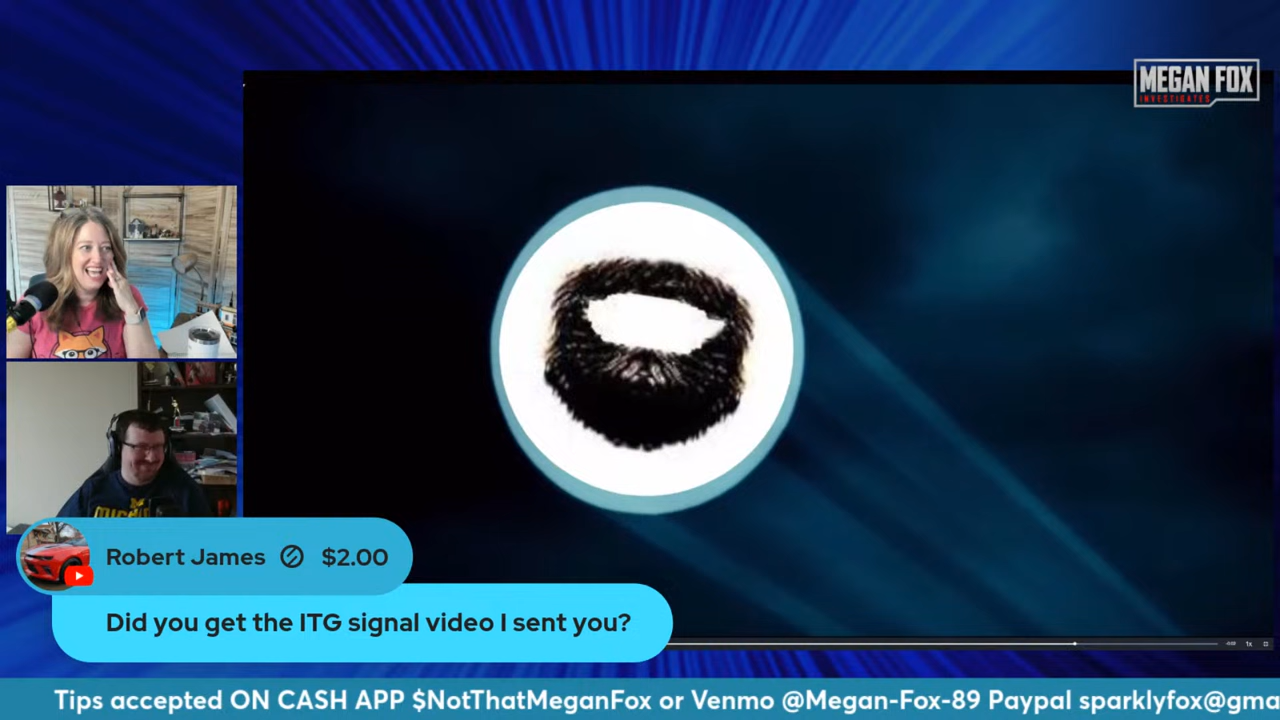 MEGAN FOX
INVESTIGATES
Robert James $2.00
Did you get the ITG signal video I sent you?
1x
Tips accepted ON CASH APP $NotThatMeganFox or Venmo @Megan-Fox-89 Paypal sparklyfox@gma